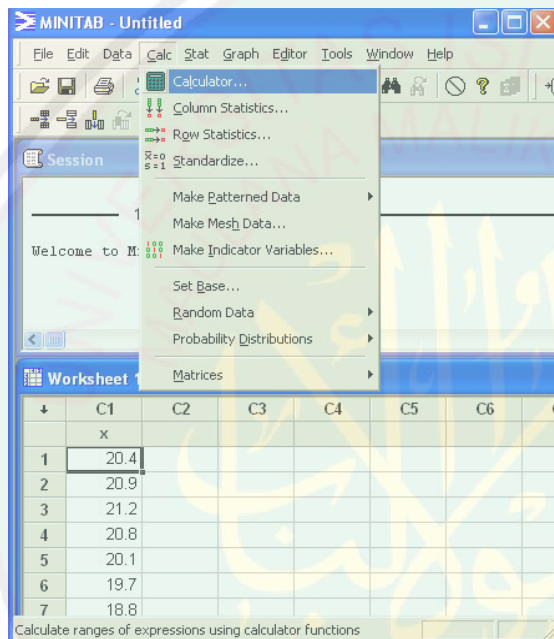 MINITAB - Untitled
File Edit Data Calc Stat Graph Editor Tools Window Help
Calculator...
Column Statistics...
Row Statistics...
Standardize...
Make Patterned Data
Make Mesh Data...
Make Indicator Variables...
Set Base...
Random Data
Probability Distributions
Matrices
Session
Welcome to
Worksheet
C1 C2 C3 C4 C5 C6
x
1 20.4
2 20.9
3 21.2
4 20.8
5 20.1
6 19.7
7 18.8
Calculate ranges of expressions using calculator functions